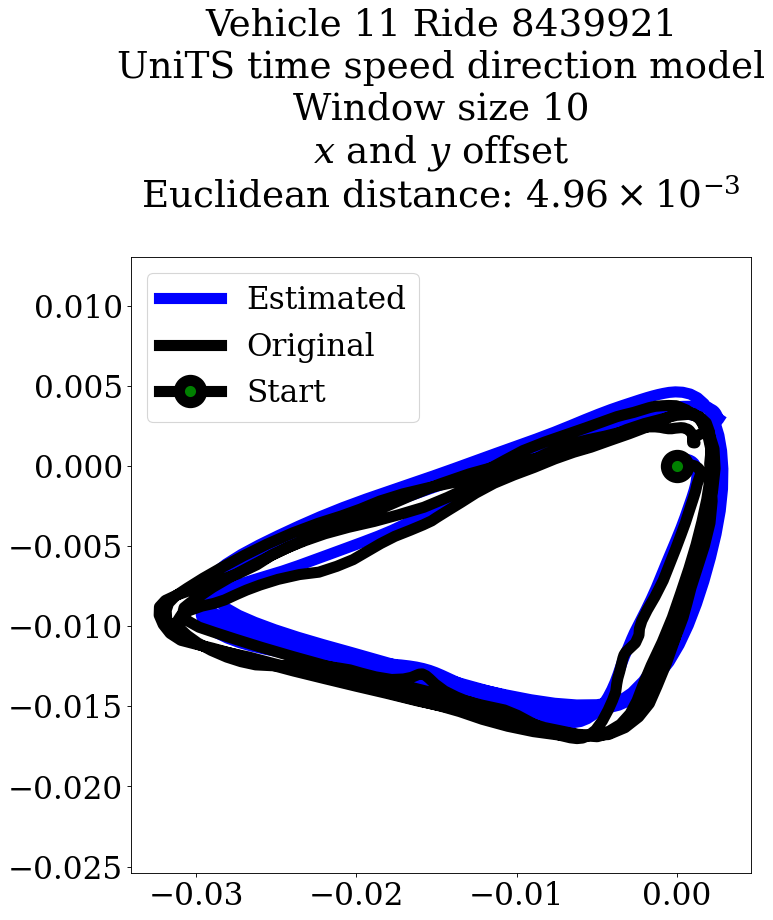 Vehicle 11 Ride 8439921
UniTS time speed direction model
Window size 10
x and y offset
Euclidean distance: 4.96 × 10⁻³
Estimated
Original
Start
0.010
0.005
0.000
−0.005
−0.010
−0.015
−0.020
−0.025
−0.03 −0.02 −0.01 0.00